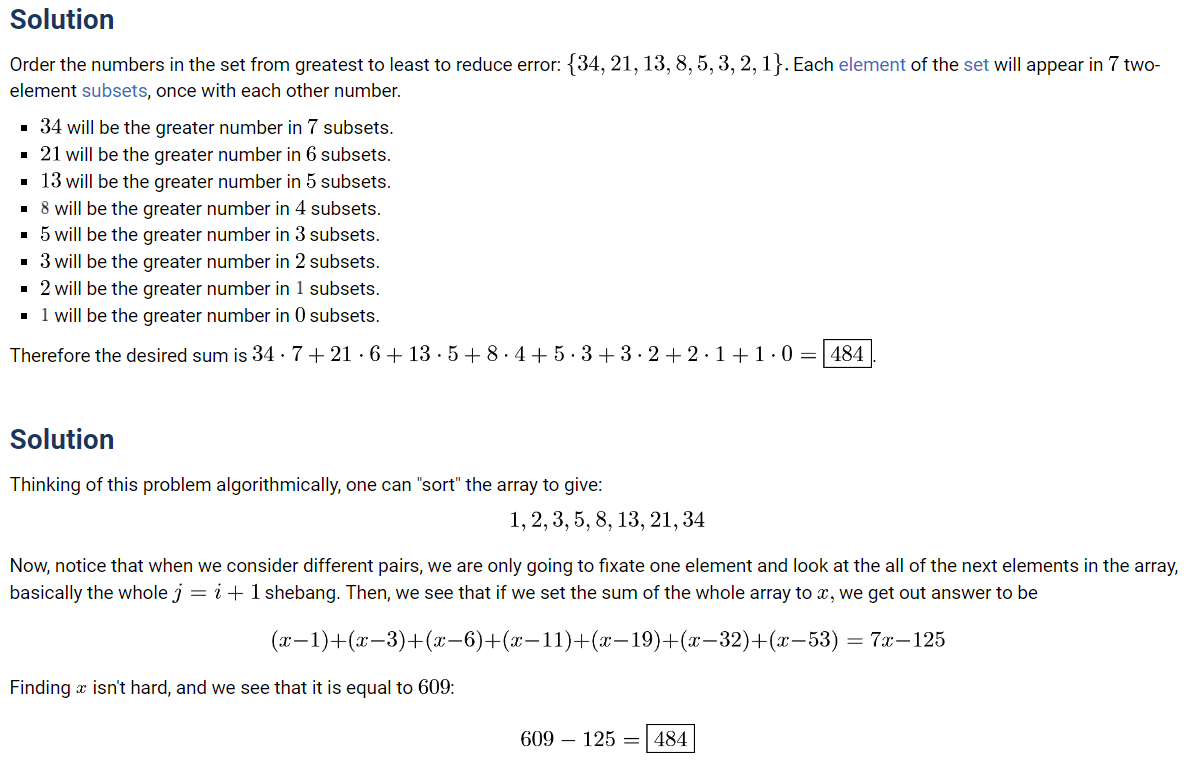 Solution
Order the numbers in the set from greatest to least to reduce error: {34, 21, 13, 8, 5, 3, 2, 1}. Each element of the set will appear in 7 two-
element subsets, once with each other number.
▪ 34 will be the greater number in 7 subsets.
▪ 21 will be the greater number in 6 subsets.
▪ 13 will be the greater number in 5 subsets.
▪ 8 will be the greater number in 4 subsets.
▪ 5 will be the greater number in 3 subsets.
▪ 3 will be the greater number in 2 subsets.
▪ 2 will be the greater number in 1 subsets.
▪ 1 will be the greater number in 0 subsets.
Therefore the desired sum is 34 · 7 + 21 · 6 + 13 · 5 + 8 · 4 + 5 · 3 + 3 · 2 + 2 · 1 + 1 · 0 = 484.
Solution
Thinking of this problem algorithmically, one can "sort" the array to give:
1, 2, 3, 5, 8, 13, 21, 34
Now, notice that when we consider different pairs, we are only going to fixate one element and look at the all of the next elements in the array,
basically the whole j = i + 1 shebang. Then, we see that if we set the sum of the whole array to x, we get out answer to be
(x−1)+(x−3)+(x−6)+(x−11)+(x−19)+(x−32)+(x−53) = 7x−125
Finding x isn't hard, and we see that it is equal to 609:
609 − 125 = 484